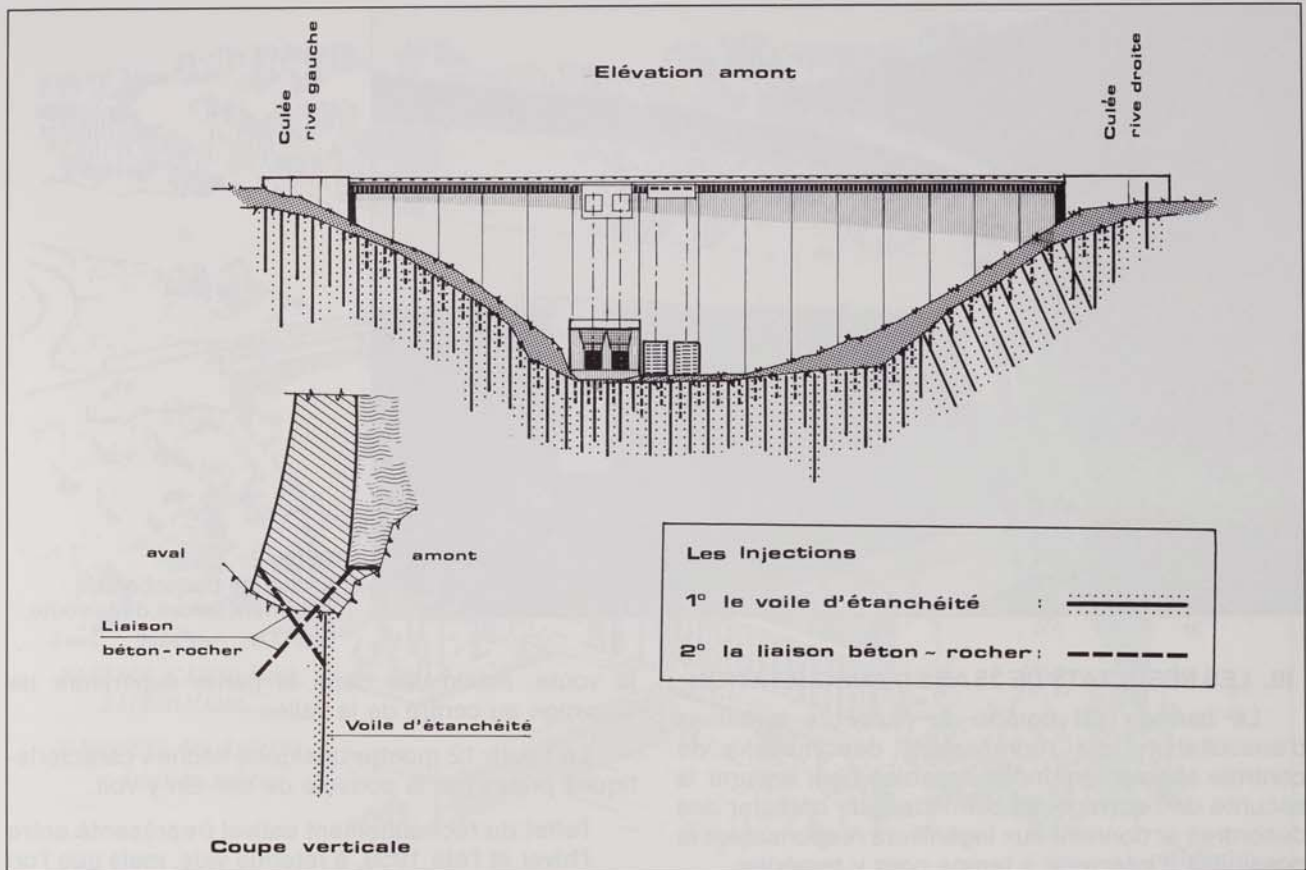 Elévation amont
Culée
rive gauche
Culée
rive droite
aval
amont
Liaison
béton-rocher
Voile d'étanchéité
Coupe verticale
Les Injections
1° le voile d'étanchéité :
2° la liaison béton-rocher: